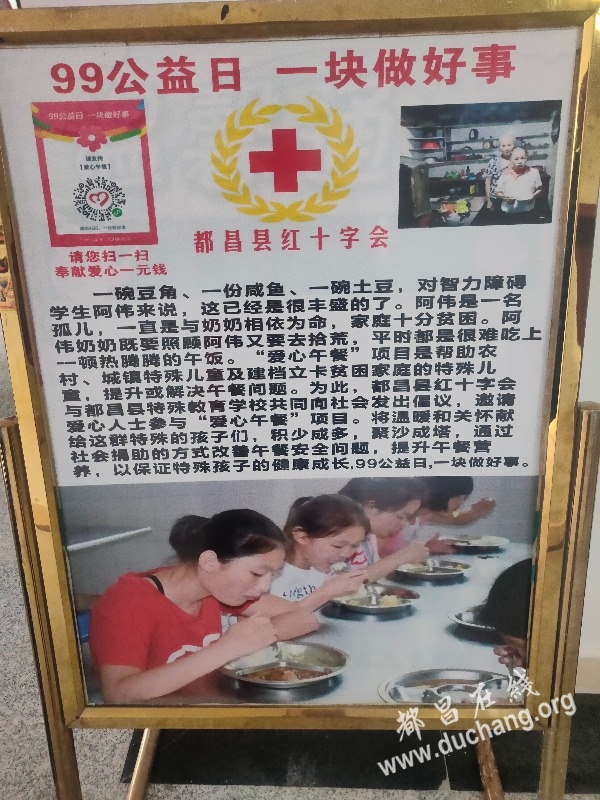 99公益日 一块做好事
99公益日 一块做好事
请支持
【爱心午餐】
都昌县红十字会
请您扫一扫
奉献爱心一元钱
一碗豆角、一份咸鱼、一碗土豆，对智力障碍
学生阿伟来说，这已经是很丰盛的了。阿伟是一名
孤儿，一直是与奶奶相依为命，家庭十分贫困。阿
伟奶奶既要照顾阿伟又要去拾荒，平时都是很难吃上
一顿热腾腾的午饭。“爱心午餐”项目是帮助农
村、城镇特殊儿童及建档立卡贫困家庭的特殊儿
童，提升或解决午餐问题。为此，都昌县红十字会
与都昌县特殊教育学校共同向社会发出倡议，邀请
爱心人士参与“爱心午餐”项目。将温暖和关怀献
给这群特殊的孩子们，积少成多，聚沙成塔，通过
社会捐助的方式改善午餐安全问题，提升午餐营
养，以保证特殊孩子的健康成长,99公益日,一块做好事。
都昌在线
www.duchang.org